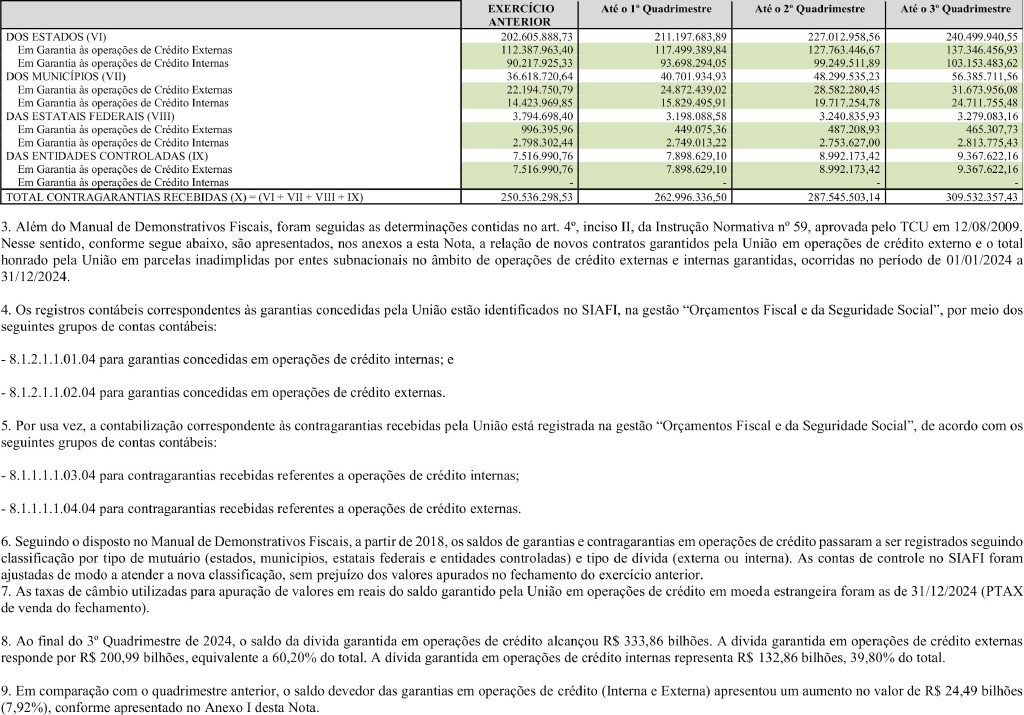 EXERCÍCIO ANTERIOR Até o 1º Quadrimestre Até o 2º Quadrimestre Até o 3º Quadrimestre
DOS ESTADOS (VI) 202.605.888,73 211.197.683,89 227.012.958,56 240.499.940,55
Em Garantia às operações de Crédito Externas 112.387.963,40 117.499.389,84 127.763.446,67 137.346.456,93
Em Garantia às operações de Crédito Internas 90.217.925,33 93.698.294,05 99.249.511,89 103.153.483,62
DOS MUNICÍPIOS (VII) 36.618.720,64 40.701.934,93 48.299.535,23 56.385.711,56
Em Garantia às operações de Crédito Externas 22.194.750,79 24.872.439,02 28.582.280,45 31.673.956,08
Em Garantia às operações de Crédito Internas 14.423.969,85 15.829.495,91 19.717.254,78 24.711.755,48
DAS ESTATAIS FEDERAIS (VIII) 3.794.698,40 3.198.088,58 3.240.835,93 3.279.083,16
Em Garantia às operações de Crédito Externas 996.395,96 449.075,36 487.208,93 465.307,73
Em Garantia às operações de Crédito Internas 2.798.302,44 2.749.013,22 2.753.627,00 2.813.775,43
DAS ENTIDADES CONTROLADAS (IX) 7.516.990,76 7.898.629,10 8.992.173,42 9.367.622,16
Em Garantia às operações de Crédito Externas 7.516.990,76 7.898.629,10 8.992.173,42 9.367.622,16
Em Garantia às operações de Crédito Internas - - - -
TOTAL CONTRAGARANTIAS RECEBIDAS (X) = (VI + VII + VIII + IX) 250.536.298,53 262.996.336,50 287.545.503,14 309.532.357,43
3. Além do Manual de Demonstrativos Fiscais, foram seguidas as determinações contidas no art. 4º, inciso II, da Instrução Normativa nº 59, aprovada pelo TCU em 12/08/2009.
Nesse sentido, conforme segue abaixo, são apresentados, nos anexos a esta Nota, a relação de novos contratos garantidos pela União em operações de crédito externo e o total
honrado pela União em parcelas inadimplidas por entes subnacionais no âmbito de operações de crédito externas e internas garantidas, ocorridas no período de 01/01/2024 a
31/12/2024.
4. Os registros contábeis correspondentes às garantias concedidas pela União estão identificados no SIAFI, na gestão “Orçamentos Fiscal e da Seguridade Social”, por meio dos
seguintes grupos de contas contábeis:
- 8.1.2.1.1.01.04 para garantias concedidas em operações de crédito internas; e
- 8.1.2.1.1.02.04 para garantias concedidas em operações de crédito externas.
5. Por usa vez, a contabilização correspondente às contragarantias recebidas pela União está registrada na gestão “Orçamentos Fiscal e da Seguridade Social”, de acordo com os
seguintes grupos de contas contábeis:
- 8.1.1.1.1.03.04 para contragarantias recebidas referentes a operações de crédito internas;
- 8.1.1.1.1.04.04 para contragarantias recebidas referentes a operações de crédito externas.
6. Seguindo o disposto no Manual de Demonstrativos Fiscais, a partir de 2018, os saldos de garantias e contragarantias em operações de crédito passaram a ser registrados seguindo
classificação por tipo de mutuário (estados, municípios, estatais federais e entidades controladas) e tipo de dívida (externa ou interna). As contas de controle no SIAFI foram
ajustadas de modo a atender a nova classificação, sem prejuízo dos valores apurados no fechamento do exercício anterior.
7. As taxas de câmbio utilizadas para apuração de valores em reais do saldo garantido pela União em operações de crédito em moeda estrangeira foram as de 31/12/2024 (PTAX
de venda do fechamento).
8. Ao final do 3º Quadrimestre de 2024, o saldo da dívida garantida em operações de crédito alcançou R$ 333,86 bilhões. A dívida garantida em operações de crédito externas
responde por R$ 200,99 bilhões, equivalente a 60,20% do total. A dívida garantida em operações de crédito internas representa R$ 132,86 bilhões, 39,80% do total.
9. Em comparação com o quadrimestre anterior, o saldo devedor das garantias em operações de crédito (Interna e Externa) apresentou um aumento no valor de R$ 24,49 bilhões
(7,92%), conforme apresentado no Anexo I desta Nota.